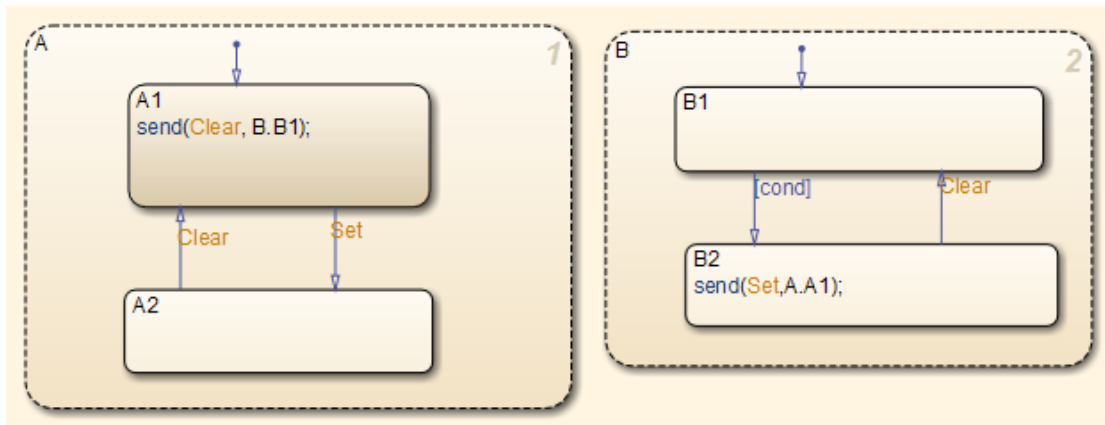 A
1
A1
send(Clear, B.B1);
Clear
Set
A2
B
2
B1
[cond]
Clear
B2
send(Set,A.A1);